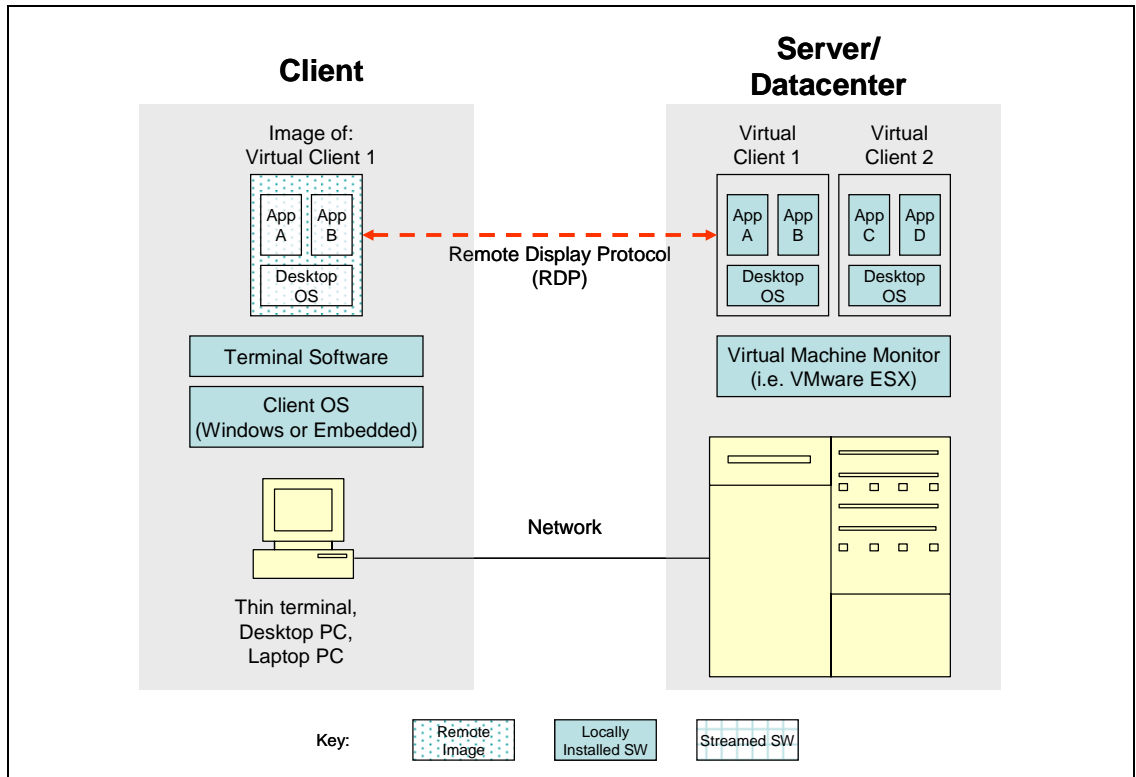 Client
Server/
Datacenter
Image of:
Virtual Client 1
App
A
App
B
Desktop
OS
Terminal Software
Client OS
(Windows or Embedded)
Thin terminal,
Desktop PC,
Laptop PC
Remote Display Protocol
(RDP)
Network
Virtual
Client 1
Virtual
Client 2
App
A
App
B
Desktop
OS
App
C
App
D
Desktop
OS
Virtual Machine Monitor
(i.e. VMware ESX)
Key:
Remote
Image
Locally
Installed SW
Streamed SW